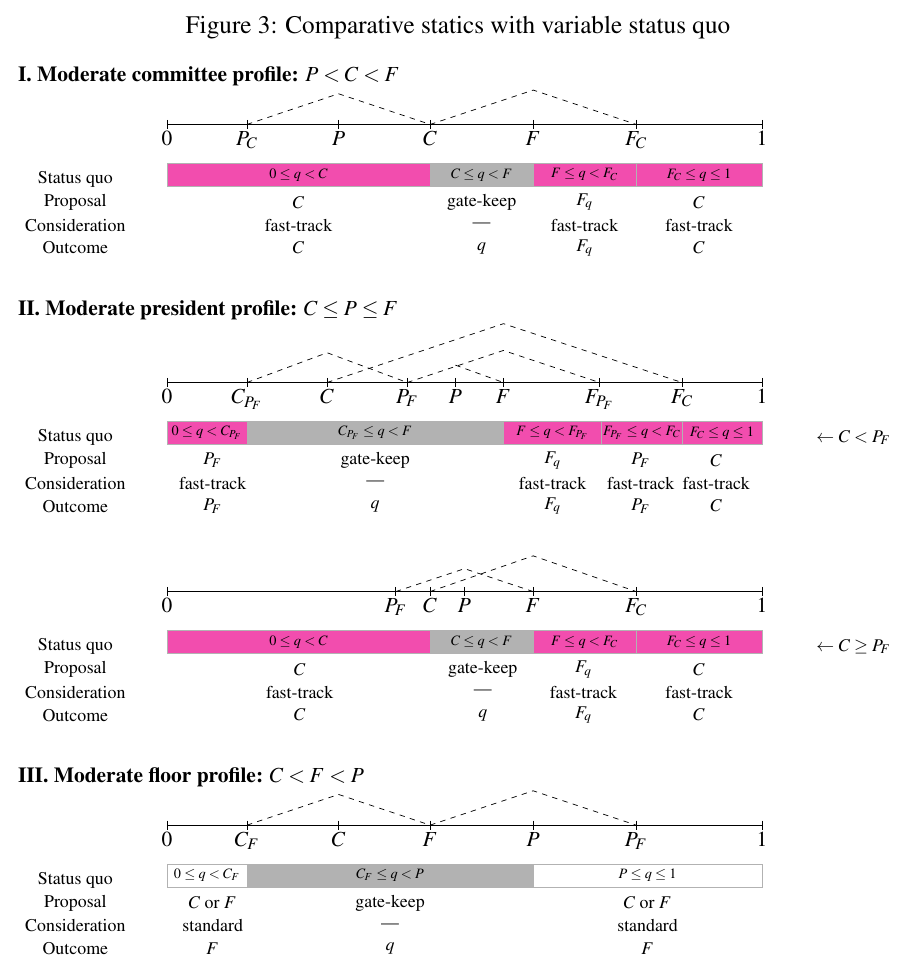 Figure 3: Comparative statics with variable status quo
I. Moderate committee profile: P < C < F
0 P_C P C F F_C 1
Status quo 0 ≤ q < C C ≤ q < F F ≤ q < F_C F_C ≤ q ≤ 1
Proposal C gate-keep F_q C
Consideration fast-track — fast-track fast-track
Outcome C q F_q C
II. Moderate president profile: C ≤ P ≤ F
0 C_{P_F} C P_F P F F_{P_F} F_C 1
Status quo 0 ≤ q < C_{P_F} C_{P_F} ≤ q < F F ≤ q < F_{P_F} F_{P_F} ≤ q < F_C F_C ≤ q ≤ 1 ← C < P_F
Proposal P_F gate-keep F_q P_F C
Consideration fast-track — fast-track fast-track fast-track
Outcome P_F q F_q P_F C
0 P_F C P F F_C 1
Status quo 0 ≤ q < C C ≤ q < F F ≤ q < F_C F_C ≤ q ≤ 1 ← C ≥ P_F
Proposal C gate-keep F_q C
Consideration fast-track — fast-track fast-track
Outcome C q F_q C
III. Moderate floor profile: C < F < P
0 C_F C F P P_F 1
Status quo 0 ≤ q < C_F C_F ≤ q < P P ≤ q ≤ 1
Proposal C or F gate-keep C or F
Consideration standard — standard
Outcome F q F